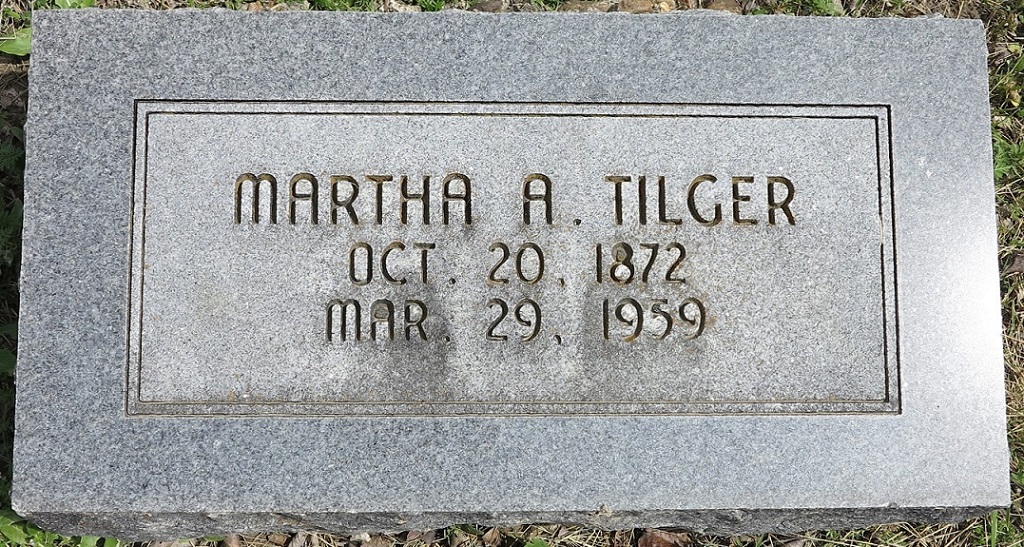 MARTHA A. TILGER
OCT. 20, 1872
MAR. 29, 1959